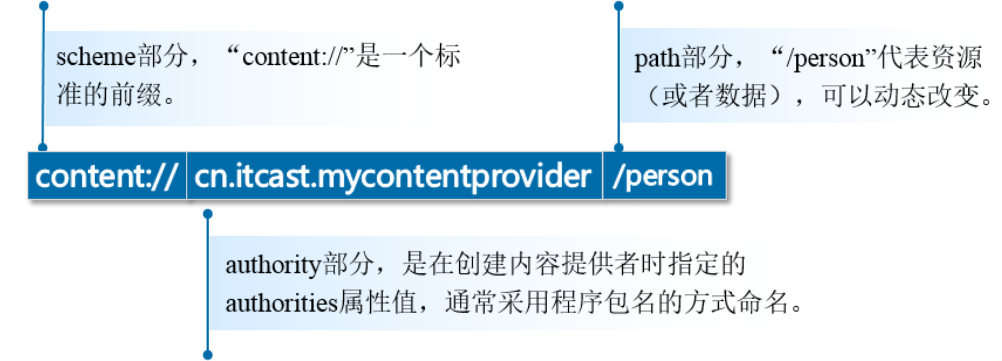 scheme部分，“content://”是一个标
准的前缀。
path部分，“/person”代表资源
（或者数据），可以动态改变。
content:// cn.itcast.mycontentprovider /person
authority部分，是在创建内容提供者时指定的
authorities属性值，通常采用程序包名的方式命名。